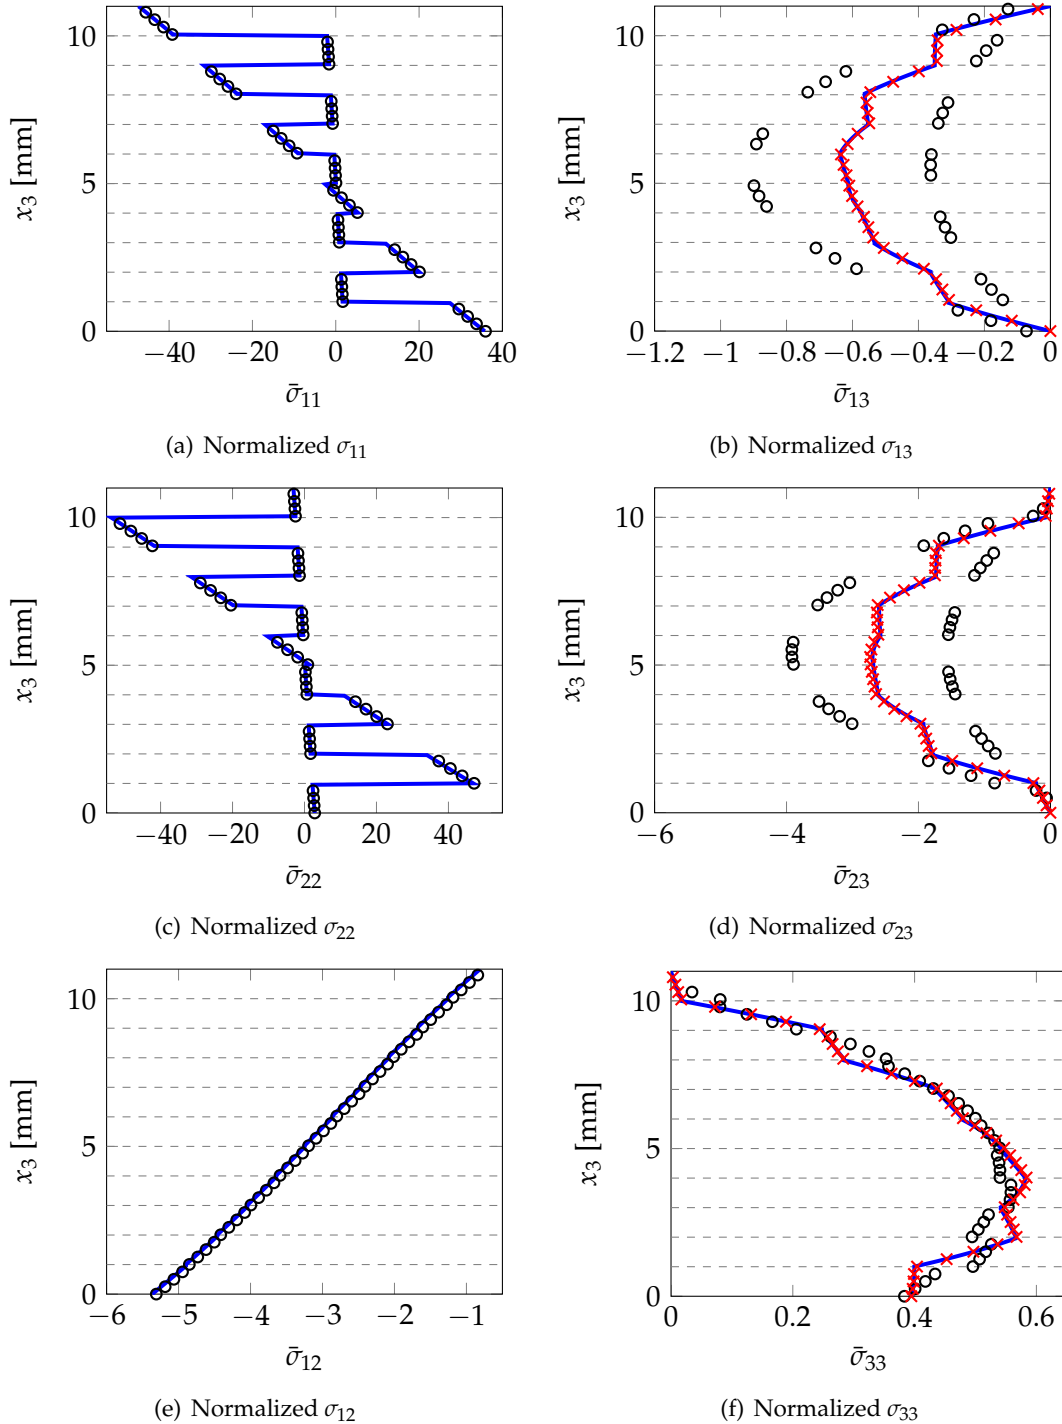 10
5
0
x₃ [mm]
−40 −20 0 20 40
σ̄₁₁
(a) Normalized σ₁₁
10
5
0
x₃ [mm]
−1.2 −1 −0.8 −0.6 −0.4 −0.2 0
σ̄₁₃
(b) Normalized σ₁₃
10
5
0
x₃ [mm]
−40 −20 0 20 40
σ̄₂₂
(c) Normalized σ₂₂
10
5
0
x₃ [mm]
−6 −4 −2 0
σ̄₂₃
(d) Normalized σ₂₃
10
5
0
x₃ [mm]
−6 −5 −4 −3 −2 −1
σ̄₁₂
(e) Normalized σ₁₂
10
5
0
x₃ [mm]
0 0.2 0.4 0.6
σ̄₃₃
(f) Normalized σ₃₃